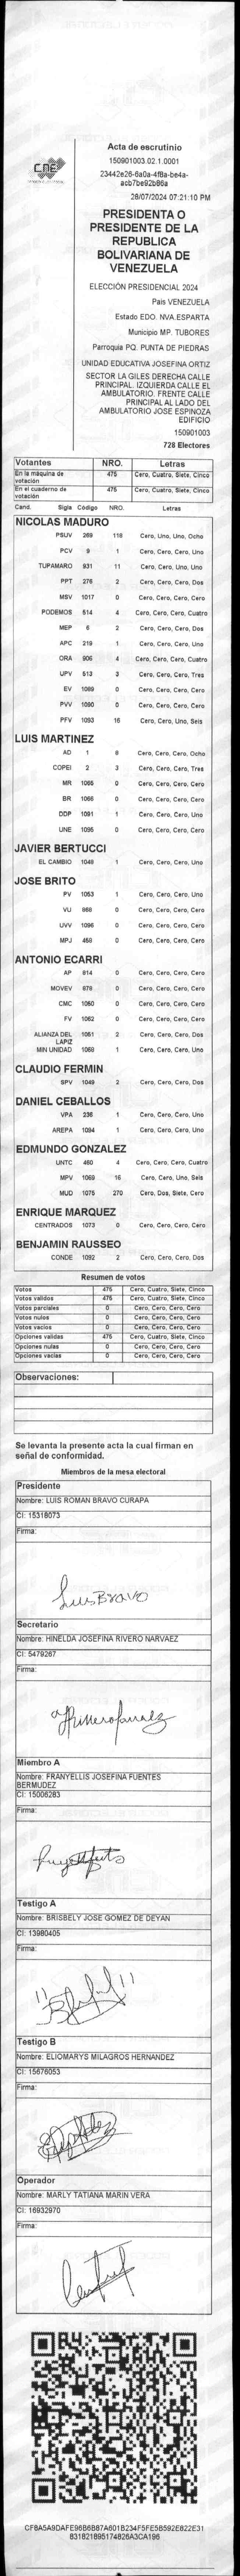 CNE
Acta de escrutinio
150901003.02.1.0001
23442e26-6a0a-4f8a-be4a-
acb7be92b86a
28/07/2024 07:21:10 PM
PRESIDENTA O
PRESIDENTE DE LA
REPUBLICA
BOLIVARIANA DE
VENEZUELA
ELECCIÓN PRESIDENCIAL 2024
Pais VENEZUELA
Estado EDO. NVA.ESPARTA
Municipio MP. TUBORES
Parroquia PQ. PUNTA DE PIEDRAS
UNIDAD EDUCATIVA JOSEFINA ORTIZ
SECTOR LA GILES DERECHA CALLE
PRINCIPAL. IZQUIERDA CALLE EL
AMBULATORIO. FRENTE CALLE
PRINCIPAL AL LADO DEL
AMBULATORIO JOSE ESPINOZA
EDIFICIO
150901003
728 Electores
Votantes NRO. Letras
En la máquina de votación 475 Cero, Cuatro, Siete, Cinco
En el cuaderno de votación 475 Cero, Cuatro, Siete, Cinco
Cand. Sigla Código NRO. Letras
NICOLAS MADURO
PSUV 269 118 Cero, Uno, Uno, Ocho
PCV 9 1 Cero, Cero, Cero, Uno
TUPAMARO 931 11 Cero, Cero, Uno, Uno
PPT 276 2 Cero, Cero, Cero, Dos
MSV 1017 0 Cero, Cero, Cero, Cero
PODEMOS 514 4 Cero, Cero, Cero, Cuatro
MEP 6 2 Cero, Cero, Cero, Dos
APC 219 1 Cero, Cero, Cero, Uno
ORA 906 4 Cero, Cero, Cero, Cuatro
UPV 513 3 Cero, Cero, Cero, Tres
EV 1089 0 Cero, Cero, Cero, Cero
PVV 1090 0 Cero, Cero, Cero, Cero
PFV 1093 16 Cero, Cero, Uno, Seis
LUIS MARTINEZ
AD 1 8 Cero, Cero, Cero, Ocho
COPEI 2 3 Cero, Cero, Cero, Tres
MR 1065 0 Cero, Cero, Cero, Cero
BR 1066 0 Cero, Cero, Cero, Cero
DDP 1091 1 Cero, Cero, Cero, Uno
UNE 1095 0 Cero, Cero, Cero, Cero
JAVIER BERTUCCI
EL CAMBIO 1048 1 Cero, Cero, Cero, Uno
JOSE BRITO
PV 1053 1 Cero, Cero, Cero, Uno
VU 868 0 Cero, Cero, Cero, Cero
UVV 1096 0 Cero, Cero, Cero, Cero
MPJ 458 0 Cero, Cero, Cero, Cero
ANTONIO ECARRI
AP 814 0 Cero, Cero, Cero, Cero
MOVEV 878 0 Cero, Cero, Cero, Cero
CMC 1050 0 Cero, Cero, Cero, Cero
FV 1062 0 Cero, Cero, Cero, Cero
ALIANZA DEL LAPIZ 1051 2 Cero, Cero, Cero, Dos
MIN UNIDAD 1068 1 Cero, Cero, Cero, Uno
CLAUDIO FERMIN
SPV 1049 2 Cero, Cero, Cero, Dos
DANIEL CEBALLOS
VPA 236 1 Cero, Cero, Cero, Uno
AREPA 1094 1 Cero, Cero, Cero, Uno
EDMUNDO GONZALEZ
UNTC 460 4 Cero, Cero, Cero, Cuatro
MPV 1069 16 Cero, Cero, Uno, Seis
MUD 1075 270 Cero, Dos, Siete, Cero
ENRIQUE MARQUEZ
CENTRADOS 1073 0 Cero, Cero, Cero, Cero
BENJAMIN RAUSSEO
CONDE 1092 2 Cero, Cero, Cero, Dos
Resumen de votos
Votos 475 Cero, Cuatro, Siete, Cinco
Votos validos 475 Cero, Cuatro, Siete, Cinco
Votos parciales 0 Cero, Cero, Cero, Cero
Votos nulos 0 Cero, Cero, Cero, Cero
Votos vacios 0 Cero, Cero, Cero, Cero
Opciones validas 475 Cero, Cuatro, Siete, Cinco
Opciones nulas 0 Cero, Cero, Cero, Cero
Opciones vacias 0 Cero, Cero, Cero, Cero
Observaciones:
Se levanta la presente acta la cual firman en
señal de conformidad.
Miembros de la mesa electoral
Presidente
Nombre: LUIS ROMAN BRAVO CURAPA
CI: 15318073
Firma:
Luis BRAVO
Secretario
Nombre: HINELDA JOSEFINA RIVERO NARVAEZ
CI: 5479267
Firma:
Miembro A
Nombre: FRANYELLIS JOSEFINA FUENTES
BERMUDEZ
CI: 15006283
Firma:
Testigo A
Nombre: BRISBELY JOSE GOMEZ DE DEYAN
CI: 13980405
Firma:
Testigo B
Nombre: ELIOMARYS MILAGROS HERNANDEZ
CI: 15676053
Firma:
Operador
Nombre: MARLY TATIANA MARIN VERA
CI: 16932970
Firma:
CF8A5A9DAFE96B6B87A601B234F5FE5B592E822E31
831821895174826A3CA196